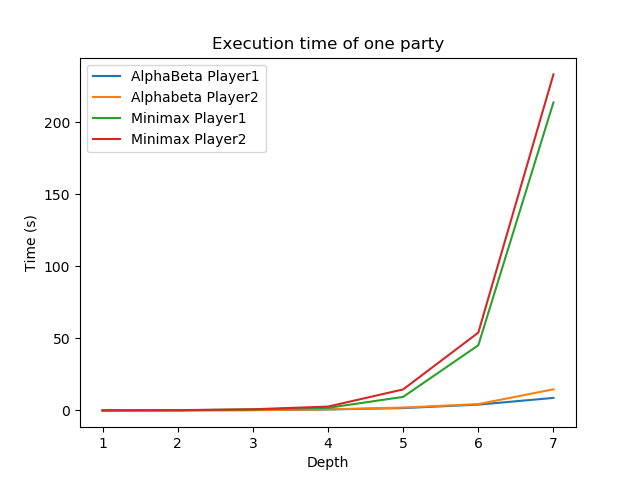 Execution time of one party
AlphaBeta Player1
Alphabeta Player2
Minimax Player1
Minimax Player2
Time (s)
200
150
100
50
0
1 2 3 4 5 6 7
Depth